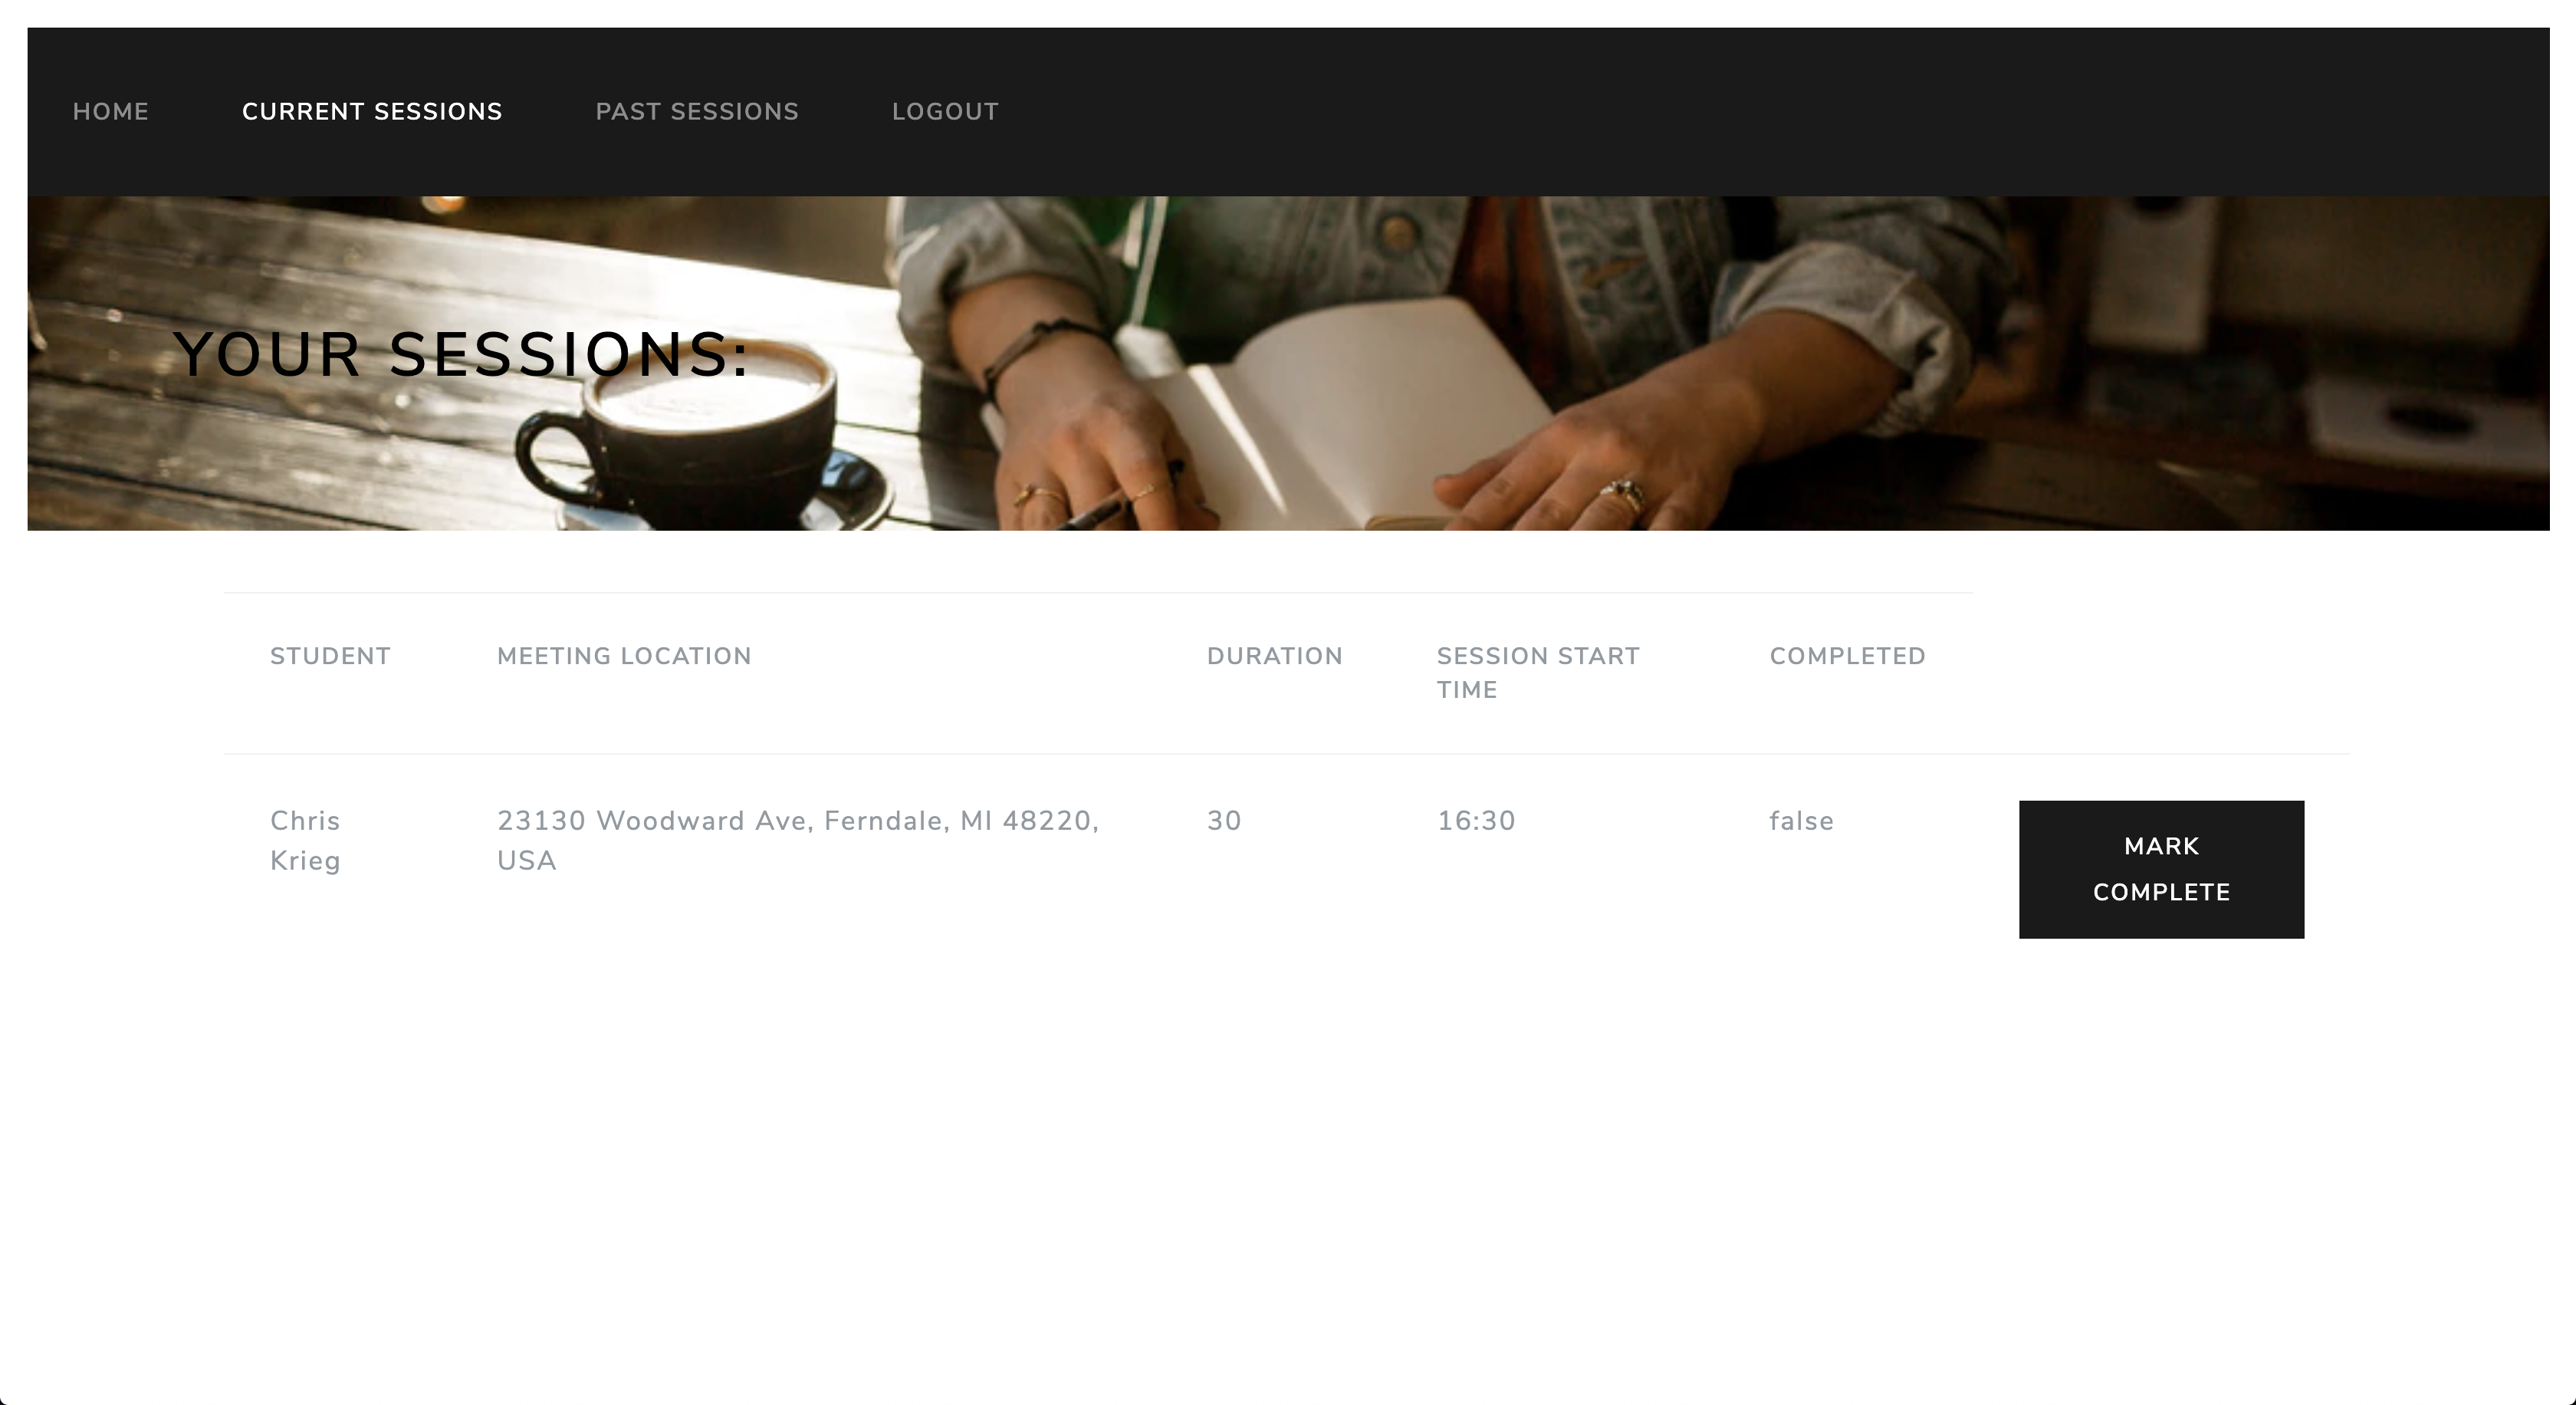 HOME CURRENT SESSIONS PAST SESSIONS LOGOUT
YOUR SESSIONS:
STUDENT MEETING LOCATION DURATION SESSION START TIME COMPLETED
Chris Krieg 23130 Woodward Ave, Ferndale, MI 48220, USA 30 16:30 false MARK COMPLETE